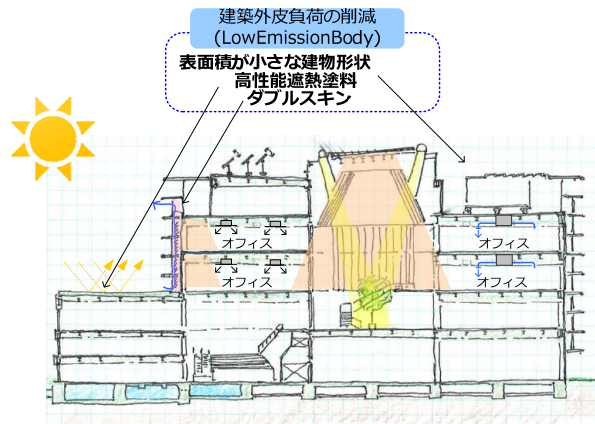 建築外皮負荷の削減
(LowEmissionBody)
表面積が小さな建物形状
高性能遮熱塗料
ダブルスキン
オフィス
オフィス
オフィス
オフィス